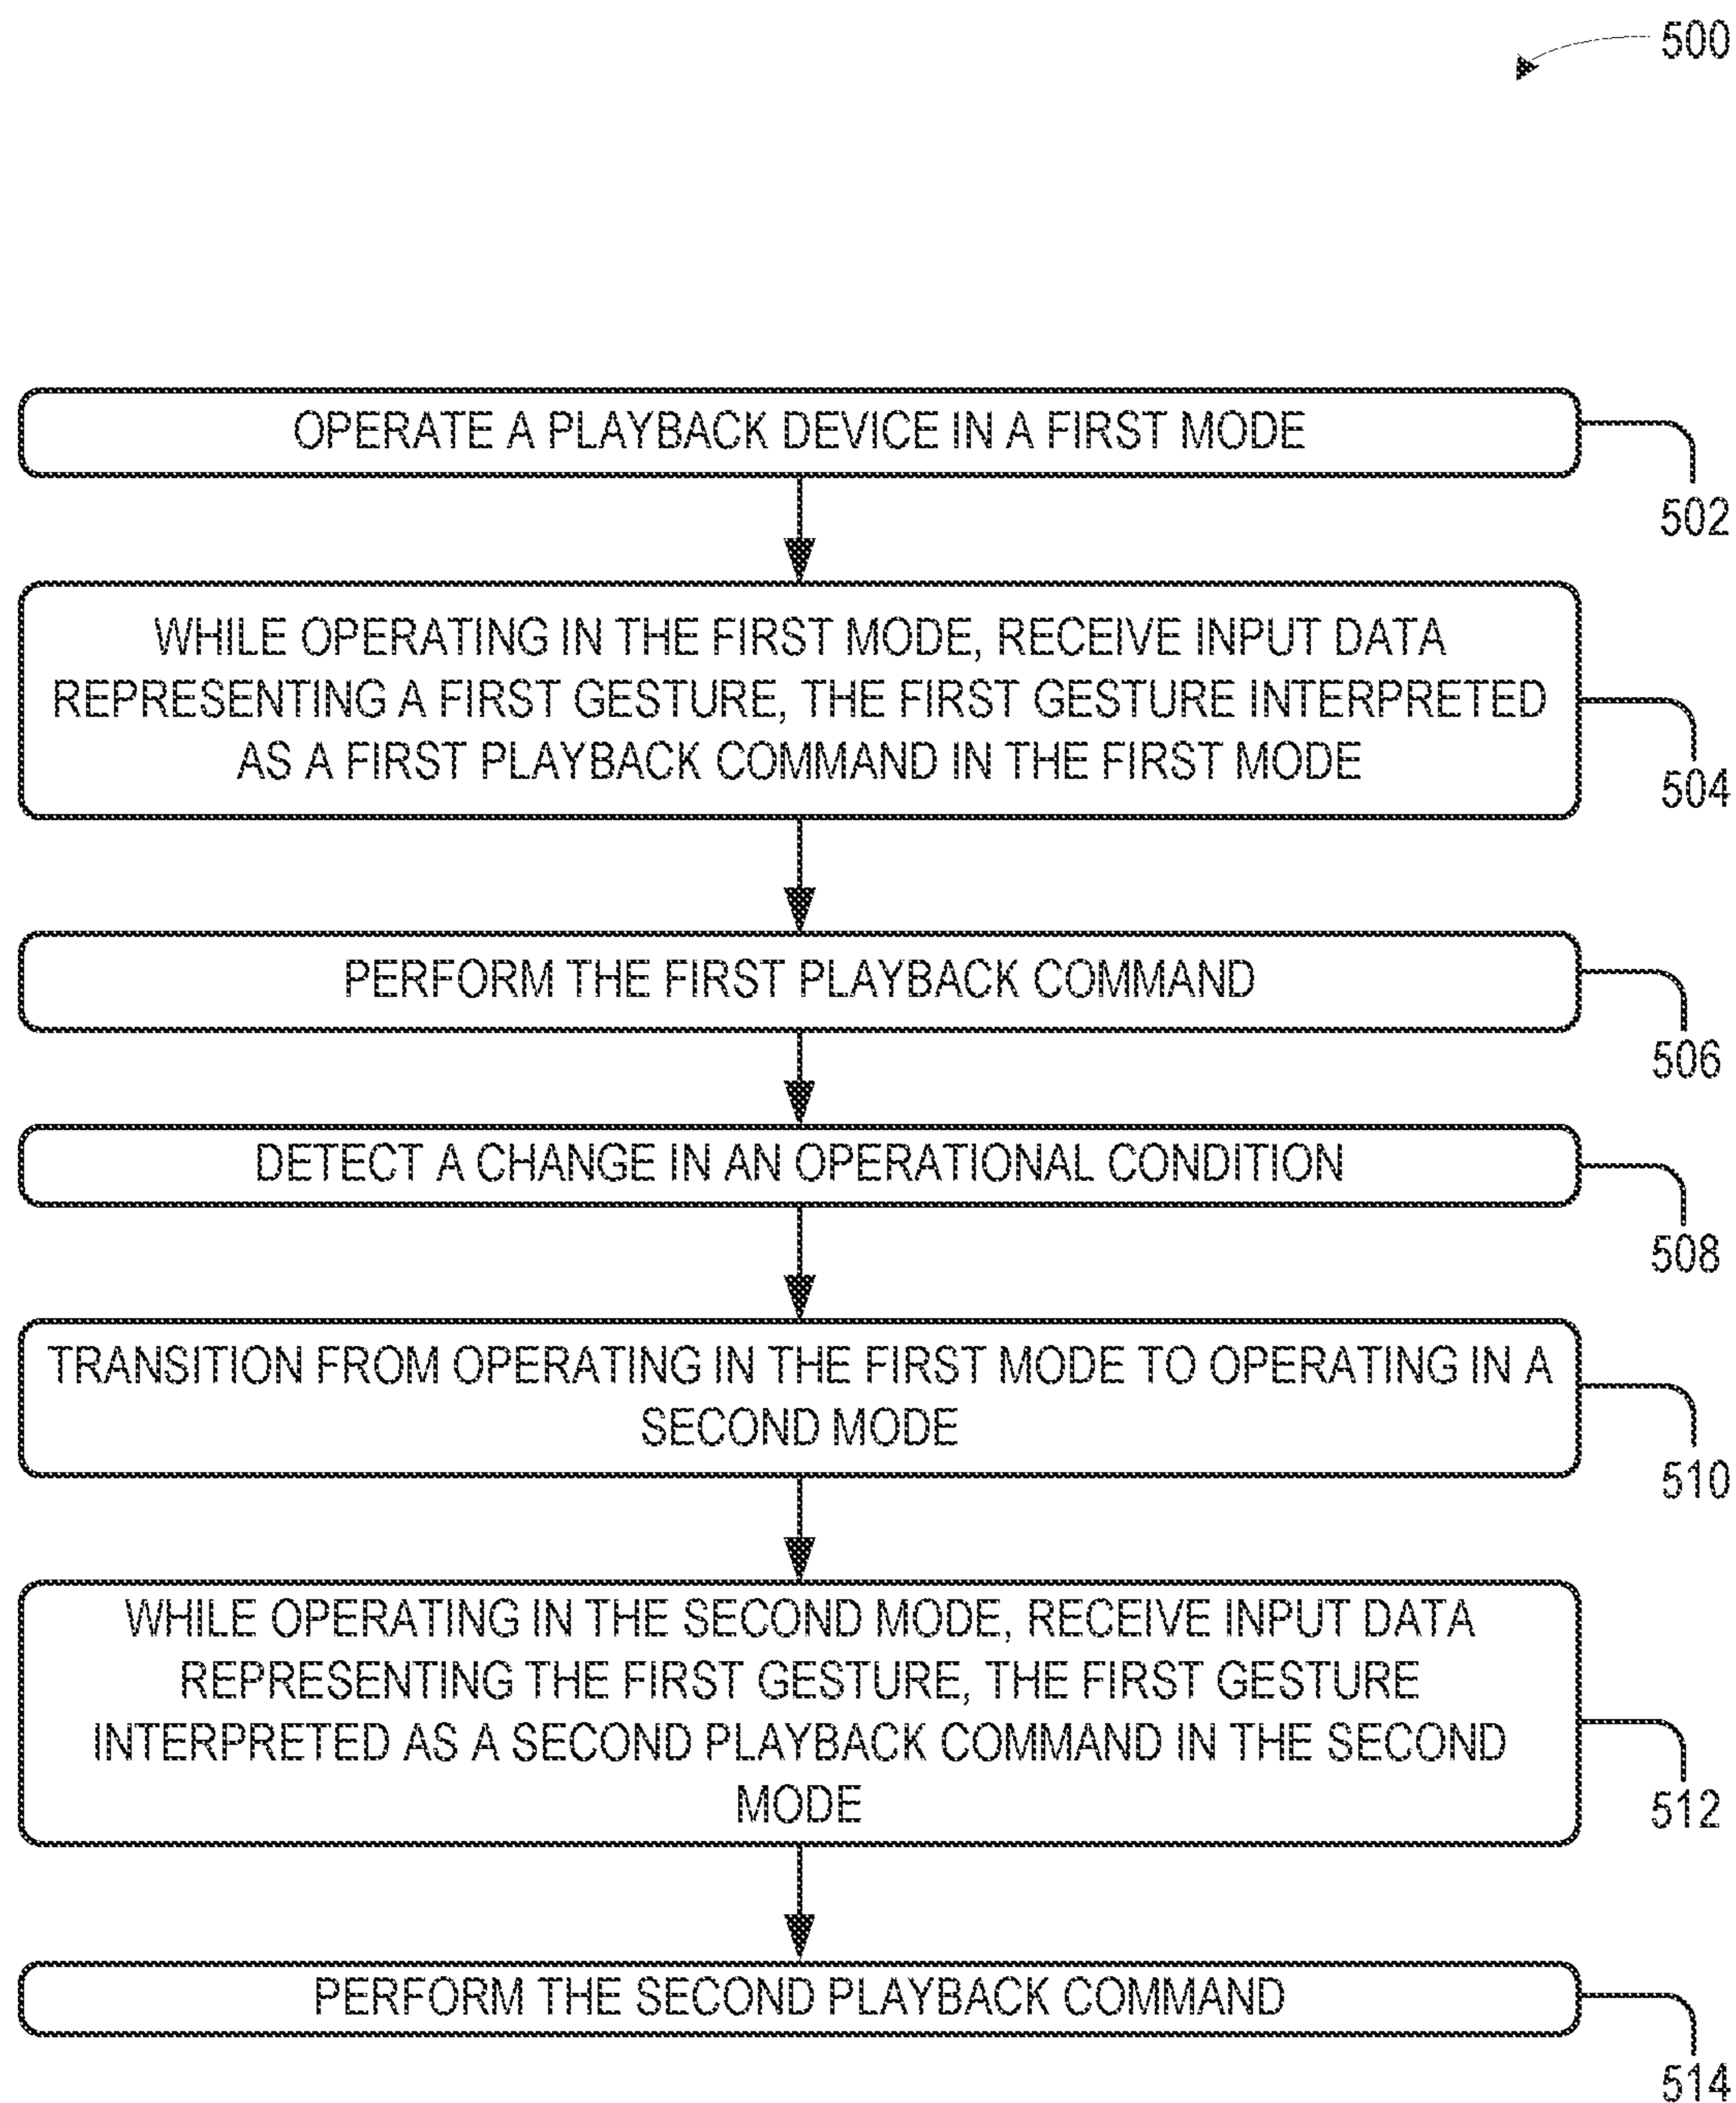 500
OPERATE A PLAYBACK DEVICE IN A FIRST MODE
502
WHILE OPERATING IN THE FIRST MODE, RECEIVE INPUT DATA
REPRESENTING A FIRST GESTURE, THE FIRST GESTURE INTERPRETED
AS A FIRST PLAYBACK COMMAND IN THE FIRST MODE
504
PERFORM THE FIRST PLAYBACK COMMAND
506
DETECT A CHANGE IN AN OPERATIONAL CONDITION
508
TRANSITION FROM OPERATING IN THE FIRST MODE TO OPERATING IN A
SECOND MODE
510
WHILE OPERATING IN THE SECOND MODE, RECEIVE INPUT DATA
REPRESENTING THE FIRST GESTURE, THE FIRST GESTURE
INTERPRETED AS A SECOND PLAYBACK COMMAND IN THE SECOND
MODE
512
PERFORM THE SECOND PLAYBACK COMMAND
514